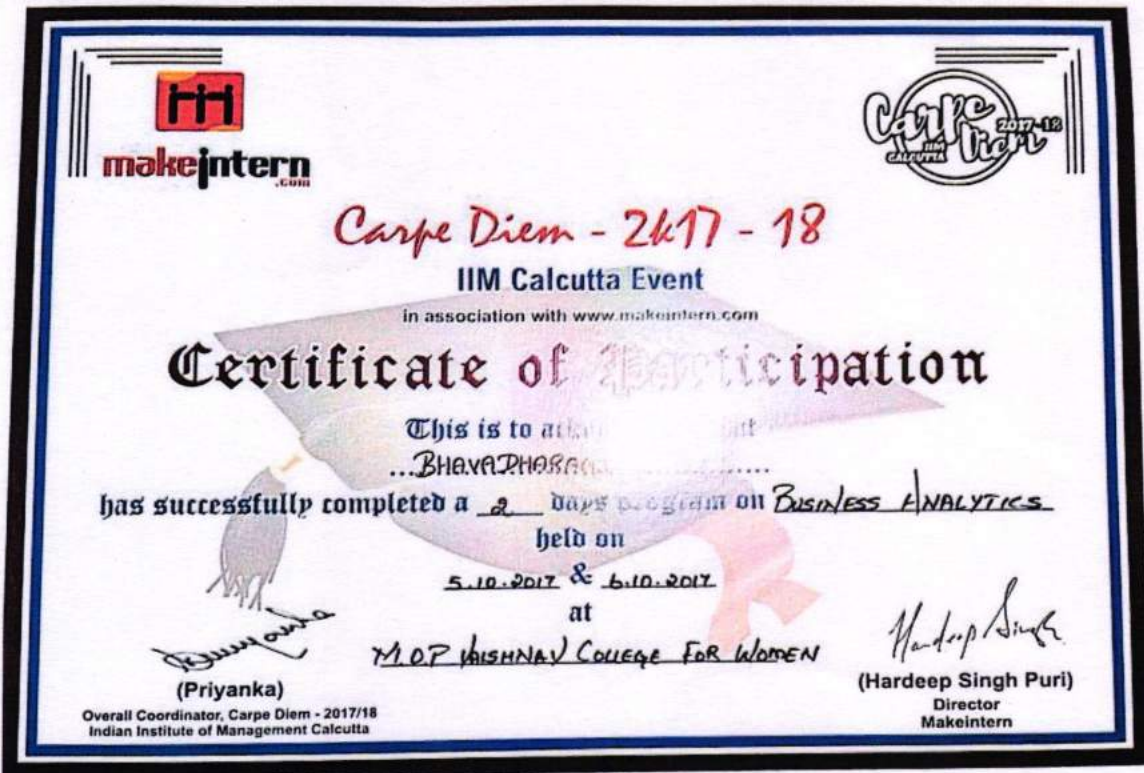 makeintern
.com
Carpe Diem
2017-18
IIM
CALCUTTA
Carpe Diem - 2k17 - 18
IIM Calcutta Event
in association with www.makeintern.com
Certificate of Participation
This is to
has successfully completed a 2 days program on BUSINESS ANALYTICS
held on
5.10.2017 & 6.10.2017
at
M.O.P VAISHNAV COLLEGE FOR WOMEN
Hardeep Singh
(Priyanka)
Overall Coordinator, Carpe Diem - 2017/18
Indian Institute of Management Calcutta
(Hardeep Singh Puri)
Director
Makeintern